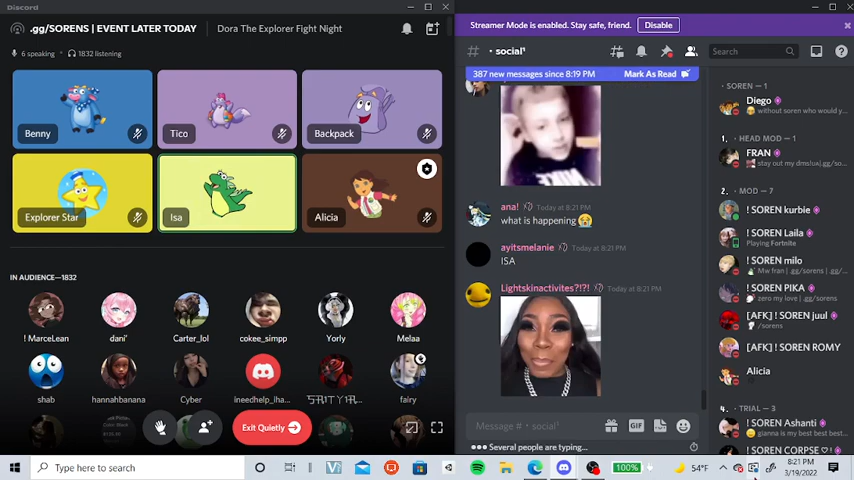 Discord
.gg/SORENS | EVENT LATER TODAY
Dora The Explorer Fight Night
6 speaking
1832 listening
Benny
Tico
Backpack
Explorer Star
Isa
Alicia
IN AUDIENCE—1832
! MarceLean
dani'
Carter_lol
cokee_simpp
Yorly
Melaa
shab
hannahbanana
Cyber
ineedhelp_iha...
fairy
Exit Quietly
Streamer Mode is enabled. Stay safe, friend.
Disable
social¹
Search
387 new messages since 8:19 PM
Mark As Read
ana!
Today at 8:21 PM
what is happening 😭
ayitsmelanie
Today at 8:21 PM
ISA
Lightskinactivites?!?!
Today at 8:21 PM
Message # · social¹
GIF
Several people are typing...
SOREN — 1
Diego
without soren who would y...
1. HEAD MOD — 1
FRAN
stay out my dms!ux|.gg/so...
2. MOD — 7
! SOREN kurbie
! SOREN Laila
Playing Fortnite
! SOREN milo
Mw fran | .gg/sorens |...
! SOREN PIKA
zero my love | .gg/sorens
[AFK] ! SOREN juul
/sorens
[AFK] ! SOREN ROMY
Alicia
4. TRIAL — 3
! SOREN Ashanti
gianna is my best best best...
! SOREN CORPSE
Type here to search
100%
54°F
8:21 PM
3/19/2022